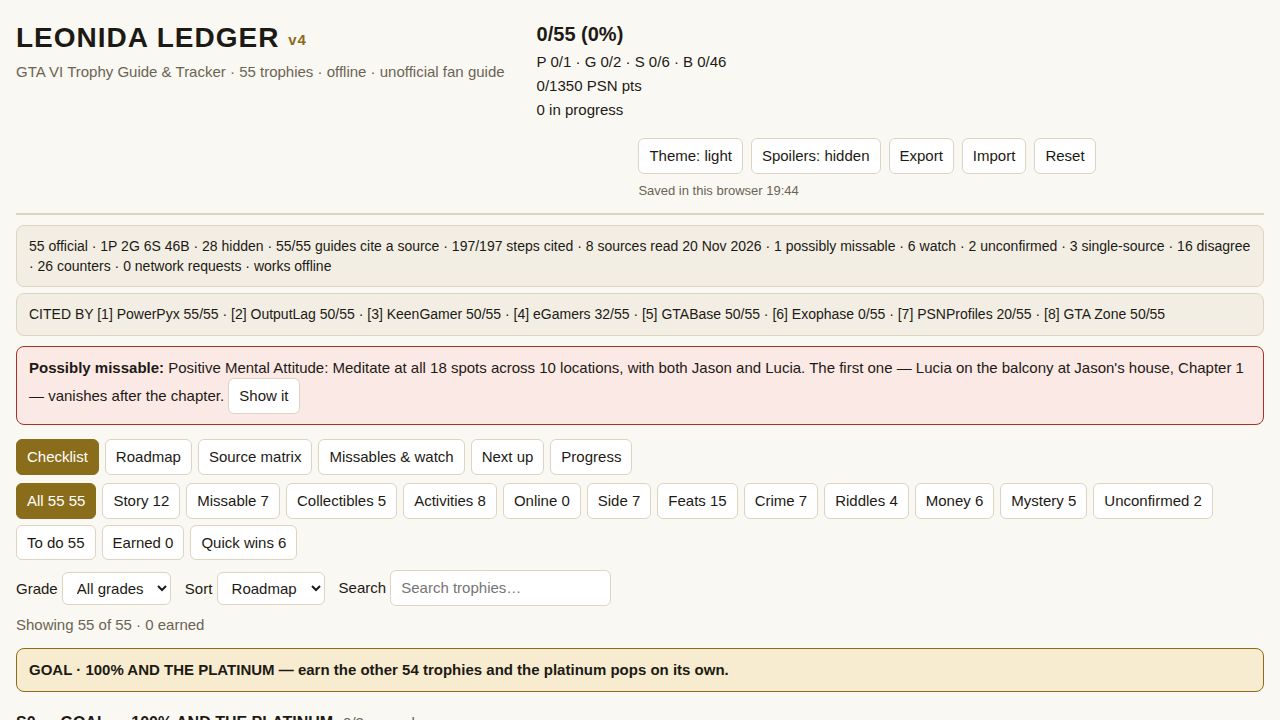 LEONIDA LEDGER v4
GTA VI Trophy Guide & Tracker · 55 trophies · offline · unofficial fan guide
0/55 (0%)
P 0/1 · G 0/2 · S 0/6 · B 0/46
0/1350 PSN pts
0 in progress
Theme: light Spoilers: hidden Export Import Reset
Saved in this browser 19:44
55 official · 1P 2G 6S 46B · 28 hidden · 55/55 guides cite a source · 197/197 steps cited · 8 sources read 20 Nov 2026 · 1 possibly missable · 6 watch · 2 unconfirmed · 3 single-source · 16 disagree
· 26 counters · 0 network requests · works offline
CITED BY [1] PowerPyx 55/55 · [2] OutputLag 50/55 · [3] KeenGamer 50/55 · [4] eGamers 32/55 · [5] GTABase 50/55 · [6] Exophase 0/55 · [7] PSNProfiles 20/55 · [8] GTA Zone 50/55
Possibly missable: Positive Mental Attitude: Meditate at all 18 spots across 10 locations, with both Jason and Lucia. The first one — Lucia on the balcony at Jason's house, Chapter 1
— vanishes after the chapter. Show it
Checklist Roadmap Source matrix Missables & watch Next up Progress
All 55 55 Story 12 Missable 7 Collectibles 5 Activities 8 Online 0 Side 7 Feats 15 Crime 7 Riddles 4 Money 6 Mystery 5 Unconfirmed 2
To do 55 Earned 0 Quick wins 6
Grade All grades Sort Roadmap Search Search trophies…
Showing 55 of 55 · 0 earned
GOAL · 100% AND THE PLATINUM — earn the other 54 trophies and the platinum pops on its own.